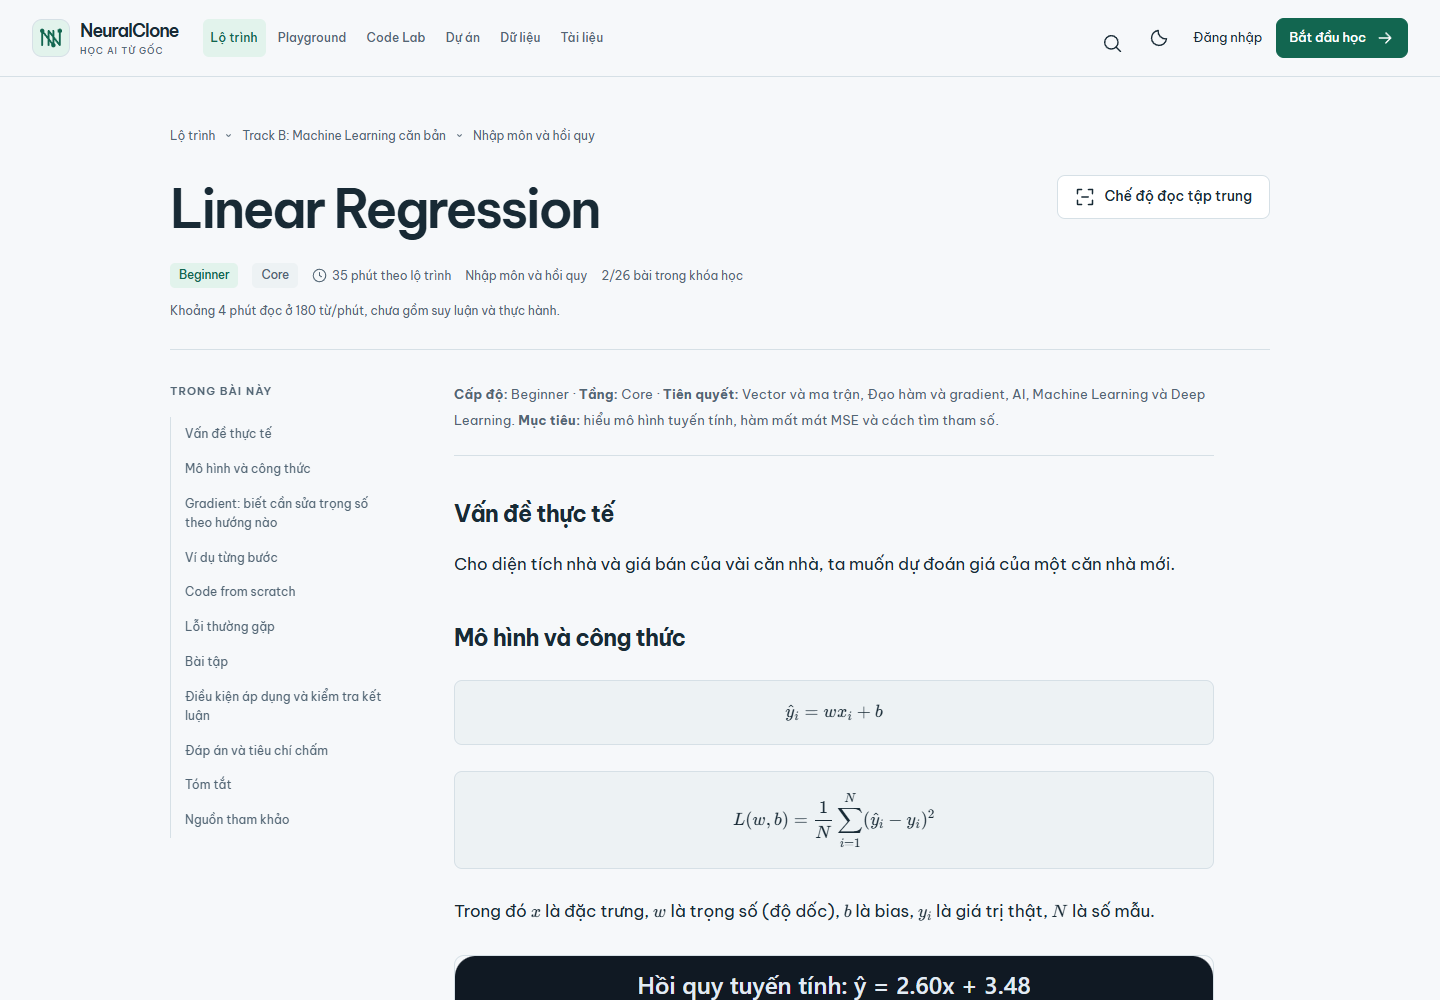 NeuralClone
HỌC AI TỪ GỐC
Lộ trình Playground Code Lab Dự án Dữ liệu Tài liệu
Đăng nhập
Bắt đầu học
Lộ trình
Track B: Machine Learning căn bản
Nhập môn và hồi quy
Linear Regression
Chế độ đọc tập trung
Beginner Core 35 phút theo lộ trình Nhập môn và hồi quy 2/26 bài trong khóa học
Khoảng 4 phút đọc ở 180 từ/phút, chưa gồm suy luận và thực hành.
TRONG BÀI NÀY
Vấn đề thực tế
Mô hình và công thức
Gradient: biết cần sửa trọng số
theo hướng nào
Ví dụ từng bước
Code from scratch
Lỗi thường gặp
Bài tập
Điều kiện áp dụng và kiểm tra kết
luận
Đáp án và tiêu chí chấm
Tóm tắt
Nguồn tham khảo
Cấp độ: Beginner · Tầng: Core · Tiên quyết: Vector và ma trận, Đạo hàm và gradient, AI, Machine Learning và Deep
Learning. Mục tiêu: hiểu mô hình tuyến tính, hàm mất mát MSE và cách tìm tham số.
Vấn đề thực tế
Cho diện tích nhà và giá bán của vài căn nhà, ta muốn dự đoán giá của một căn nhà mới.
Mô hình và công thức
ŷ_i = wx_i + b
L(w, b) = \frac{1}{N} \sum_{i=1}^{N} (ŷ_i − y_i)^2
Trong đó x là đặc trưng, w là trọng số (độ dốc), b là bias, y_i là giá trị thật, N là số mẫu.
Hồi quy tuyến tính: ŷ = 2.60x + 3.48